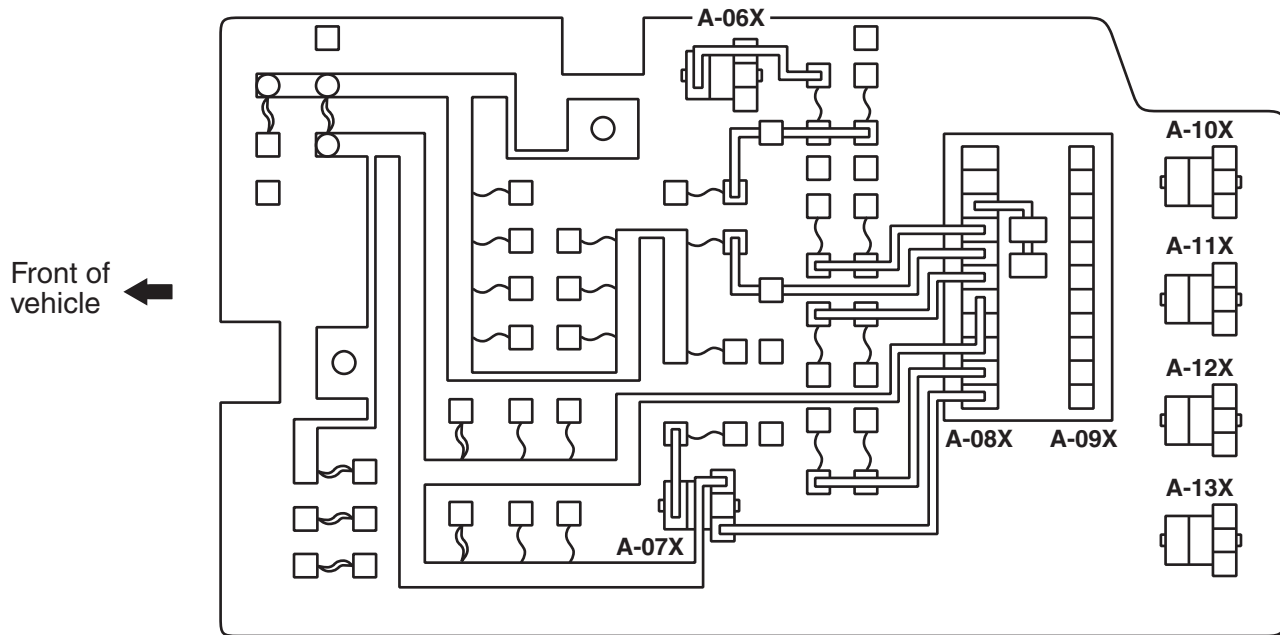 A-06X
A-10X
A-11X
Front of
vehicle
A-12X
A-08X
A-09X
A-13X
A-07X